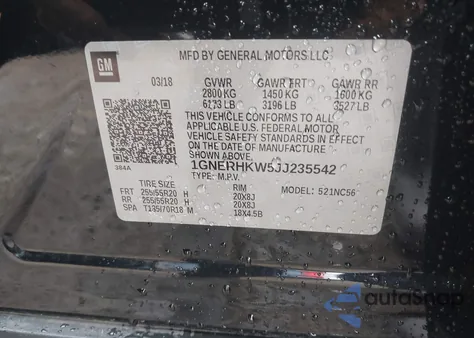 GM
MFD BY GENERAL MOTORS LLC
03/18 GVWR GAWR FRT GAWR RR
2800 KG 1450 KG 1600 KG
6173 LB 3196 LB 3527 LB
THIS VEHICLE CONFORMS TO ALL
APPLICABLE U.S. FEDERAL MOTOR
VEHICLE SAFETY STANDARDS IN EFFECT ON
THE DATE OF MANUFACTURE
SHOWN ABOVE.
384A 1GNERHKW5JJ235542
TYPE: M.P.V. MODEL: 521NC56
TIRE SIZE RIM
FRT 255/55R20 H 20X8J
RR 255/55R20 H 20X8J
SPA T135/70R18 M 18X4.5B
autoSnap